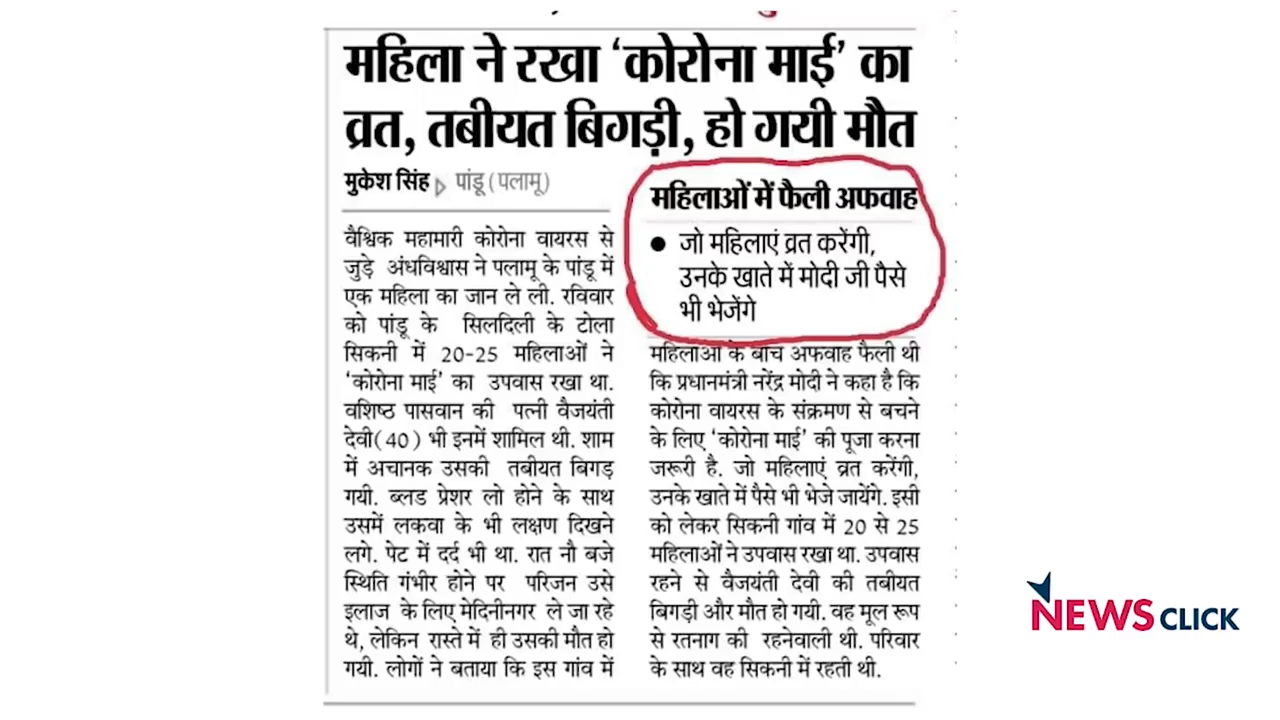 महिला ने रखा ‘कोरोना माई’ का
व्रत, तबीयत बिगड़ी, हो गयी मौत
मुकेश सिंह पांडू (पलामू)
वैश्विक महामारी कोरोना वायरस से
जुड़े अंधविश्वास ने पलामू के पांडू में
एक महिला का जान ले ली. रविवार
को पांडू के सिलदिली के टोला
सिकनी में 20-25 महिलाओं ने
‘कोरोना माई’ का उपवास रखा था.
वशिष्ठ पासवान की पत्नी वैजयंती
देवी(40) भी इनमें शामिल थी. शाम
में अचानक उसकी तबीयत बिगड़
गयी. ब्लड प्रेशर लो होने के साथ
उसमें लकवा के भी लक्षण दिखने
लगे. पेट में दर्द भी था. रात नौ बजे
स्थिति गंभीर होने पर परिजन उसे
इलाज के लिए मेदिनीनगर ले जा रहे
थे, लेकिन रास्ते में ही उसकी मौत हो
गयी. लोगों ने बताया कि इस गांव में
महिलाओं में फैली अफवाह
● जो महिलाएं व्रत करेंगी,
उनके खाते में मोदी जी पैसे
भी भेजेंगे
महिलाओं के बीच अफवाह फैली थी
कि प्रधानमंत्री नरेंद्र मोदी ने कहा है कि
कोरोना वायरस के संक्रमण से बचने
के लिए ‘कोरोना माई’ की पूजा करना
जरूरी है. जो महिलाएं व्रत करेंगी,
उनके खाते में पैसे भी भेजे जायेंगे. इसी
को लेकर सिकनी गांव में 20 से 25
महिलाओं ने उपवास रखा था. उपवास
रहने से वैजयंती देवी की तबीयत
बिगड़ी और मौत हो गयी. वह मूल रूप
से रतनाग की रहनेवाली थी. परिवार
के साथ वह सिकनी में रहती थी.
NEWSCLICK